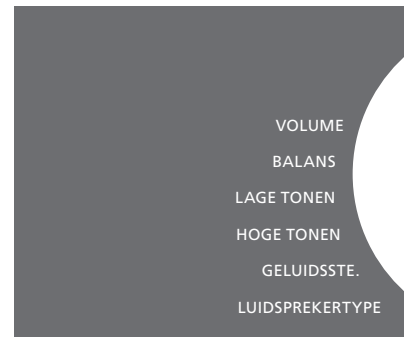 VOLUME
BALANS
LAGE TONEN
HOGE TONEN
GELUIDSSTE.
LUIDSPREKERTYPE